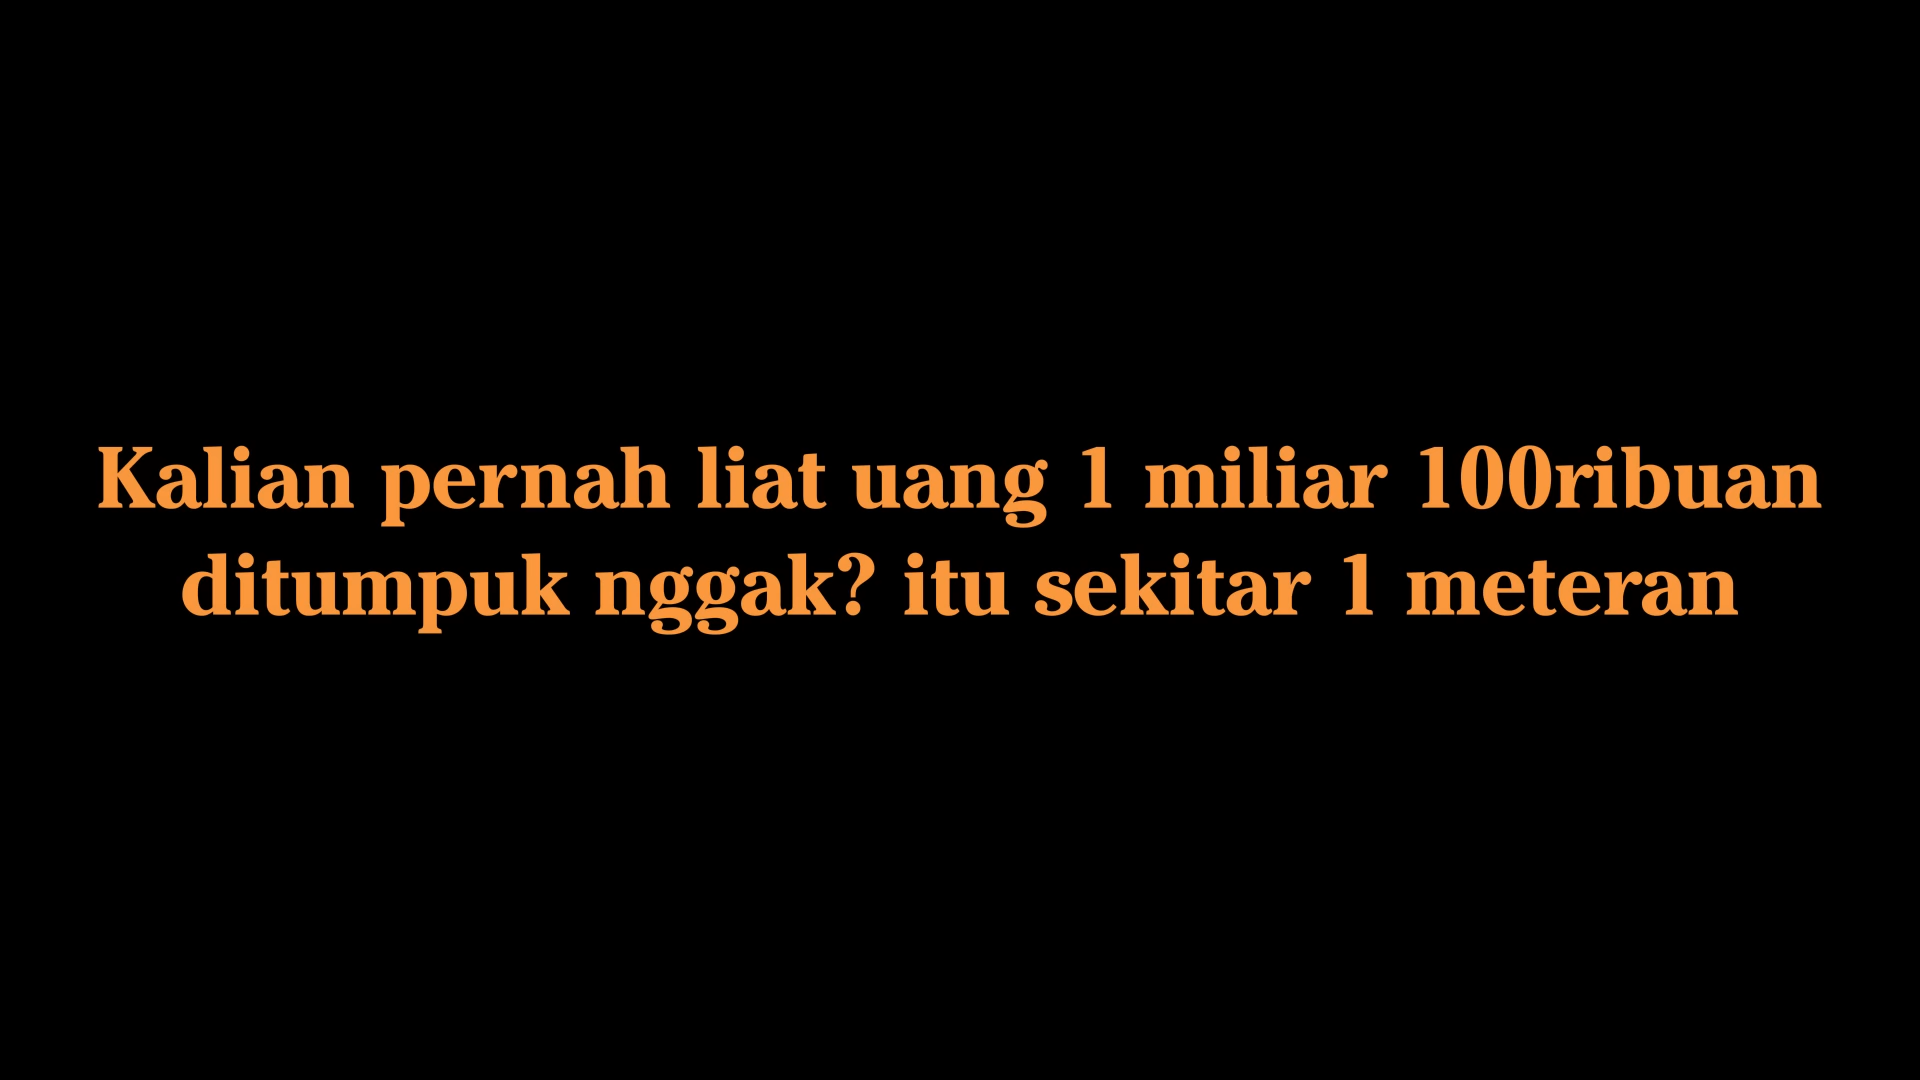 Kalian pernah liat uang 1 miliar 100ribuan
ditumpuk nggak? itu sekitar 1 meteran